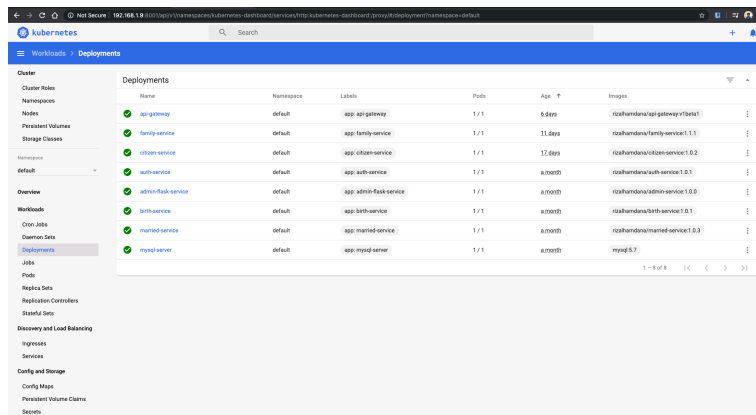 Not Secure | 192.168.1.9:8001/api/v1/namespaces/kubernetes-dashboard/services/http:kubernetes-dashboard:/proxy/#/deployment?namespace=default
kubernetes
Search
Workloads > Deployments
Cluster
Cluster Roles
Namespaces
Nodes
Persistent Volumes
Storage Classes
Namespace
default
Overview
Workloads
Cron Jobs
Daemon Sets
Deployments
Jobs
Pods
Replica Sets
Replication Controllers
Stateful Sets
Discovery and Load Balancing
Ingresses
Services
Config and Storage
Config Maps
Persistent Volume Claims
Secrets
Deployments
Name Namespace Labels Pods Age Images
api-gateway default app: api-gateway 1 / 1 6 days rizalhamdana/api-gateway:v1beta1
family-service default app: family-service 1 / 1 11 days rizalhamdana/family-service:1.1.1
citizen-service default app: citizen-service 1 / 1 17 days rizalhamdana/citizen-service:1.0.2
auth-service default app: auth-service 1 / 1 a month rizalhamdana/auth-service:1.0.1
admin-flask-service default app: admin-flask-service 1 / 1 a month rizalhamdana/admin-service:1.0.0
birth-service default app: birth-service 1 / 1 a month rizalhamdana/birth-service:1.0.1
married-service default app: married-service 1 / 1 a month rizalhamdana/married-service:1.0.3
mysql-server default app: mysql-server 1 / 1 a month mysql:5.7
1 – 8 of 8